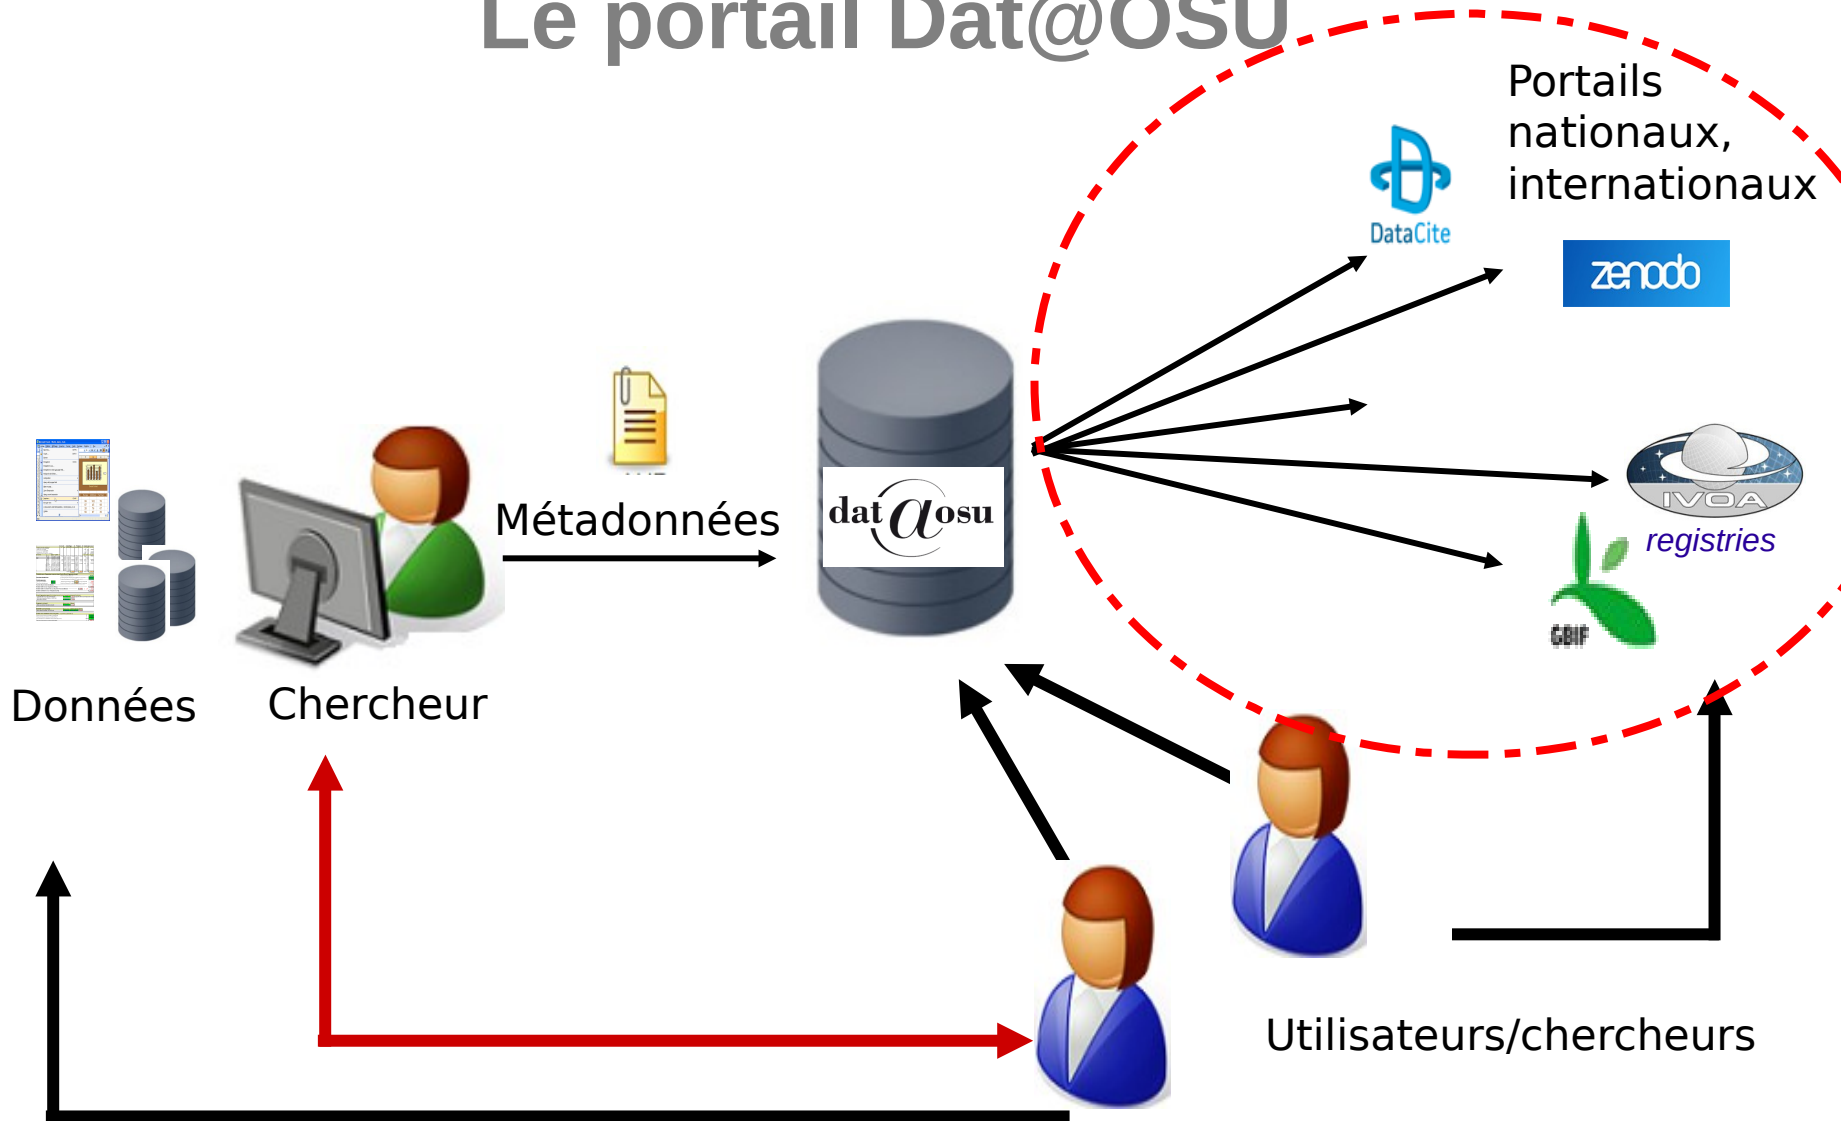 Le portail Dat@OSU
Portails
nationaux,
internationaux
DataCite
zenodo
IVOA
registries
GBIF
dat@osu
Métadonnées
Données
Chercheur
Utilisateurs/chercheurs